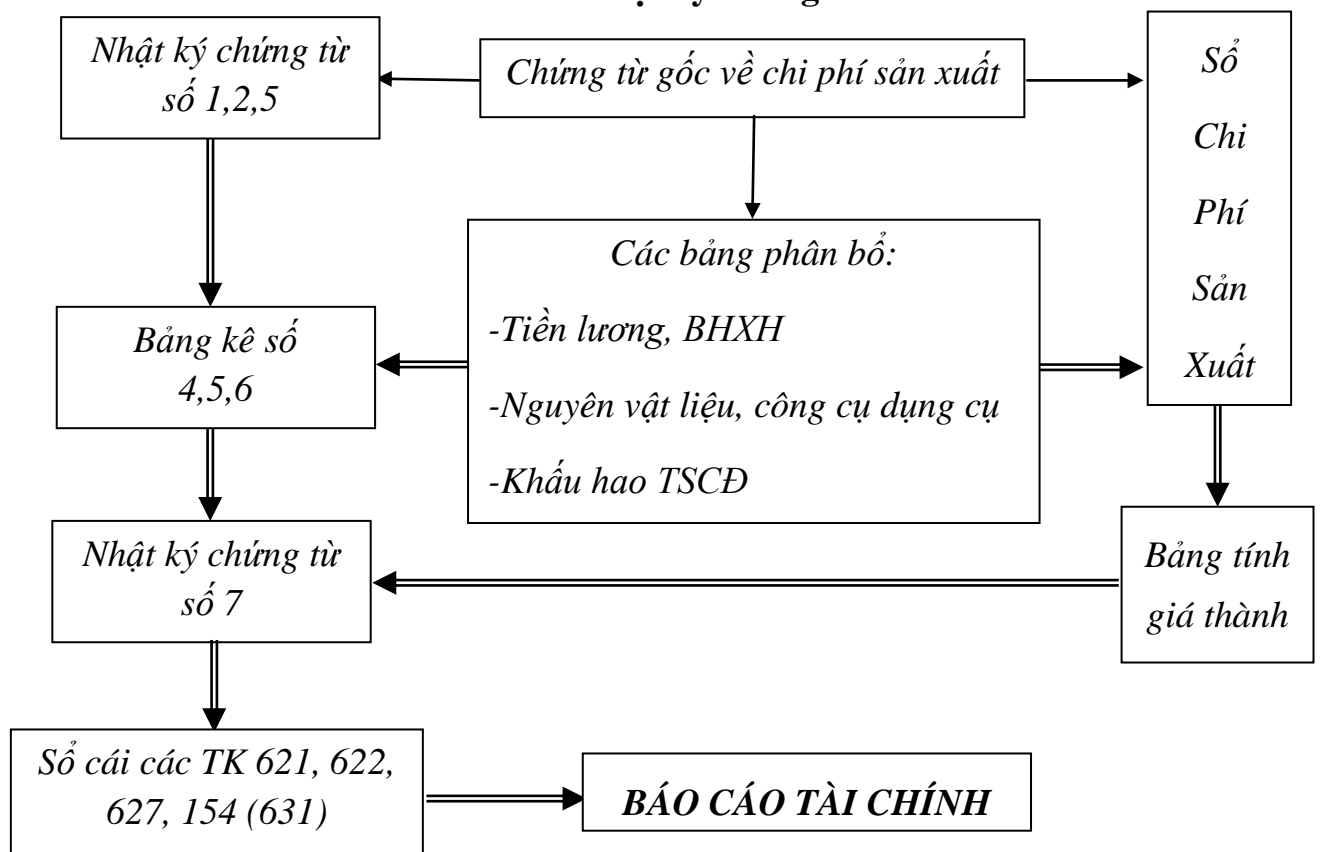 Nhật ký chứng từ
số 1,2,5
Chứng từ gốc về chi phí sản xuất
Sổ
Chi
Phí
Sản
Xuất
Các bảng phân bổ:
-Tiền lương, BHXH
-Nguyên vật liệu, công cụ dụng cụ
-Khấu hao TSCĐ
Bảng kê số
4,5,6
Nhật ký chứng từ
số 7
Bảng tính
giá thành
Sổ cái các TK 621, 622,
627, 154 (631)
BÁO CÁO TÀI CHÍNH